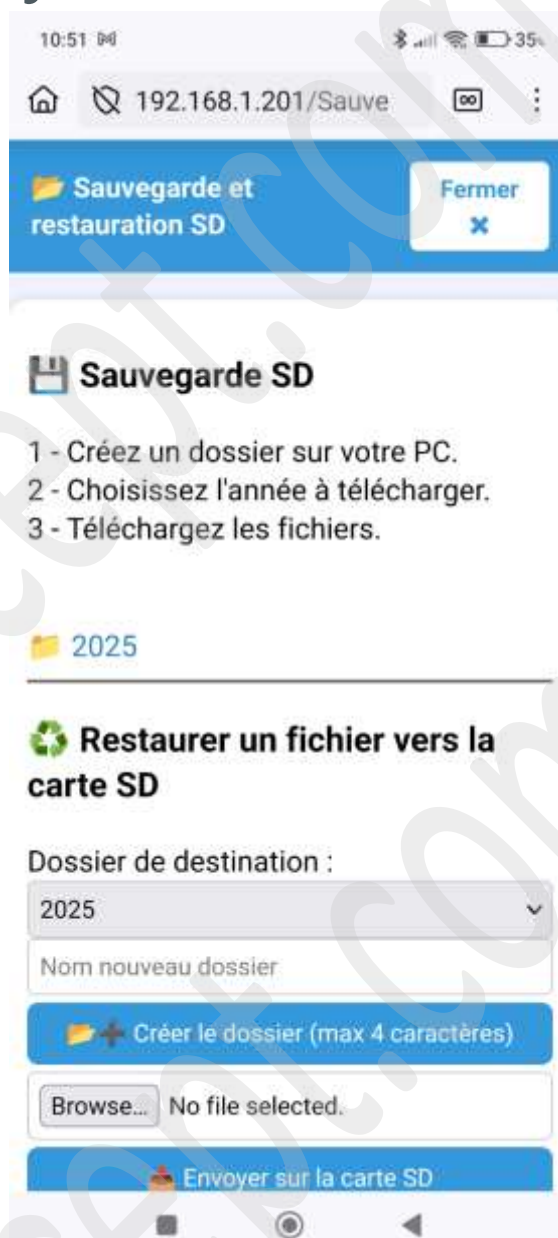 10:51
35
192.168.1.201/Sauve
Sauvegarde et
restauration SD
Fermer
Sauvegarde SD
1 - Créez un dossier sur votre PC.
2 - Choisissez l'année à télécharger.
3 - Téléchargez les fichiers.
2025
Restaurer un fichier vers la
carte SD
Dossier de destination :
2025
Nom nouveau dossier
Créer le dossier (max 4 caractères)
Browse... No file selected.
Envoyer sur la carte SD